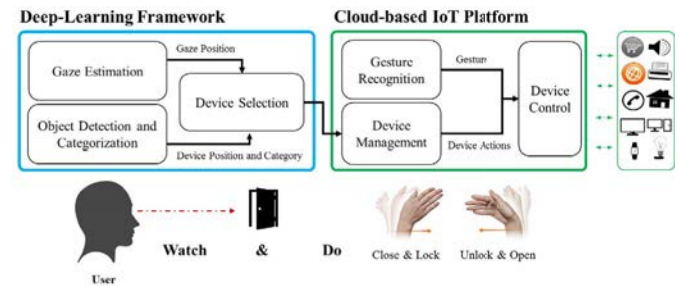 Deep-Learning Framework
Cloud-based IoT Platform
Gaze Estimation
Gaze Position
Object Detection and
Categorization
Device Position and Category
Device Selection
Gesture
Recognition
Gesture
Device
Management
Device Actions
Device
Control
User
Watch
&
Do
Close & Lock
Unlock & Open